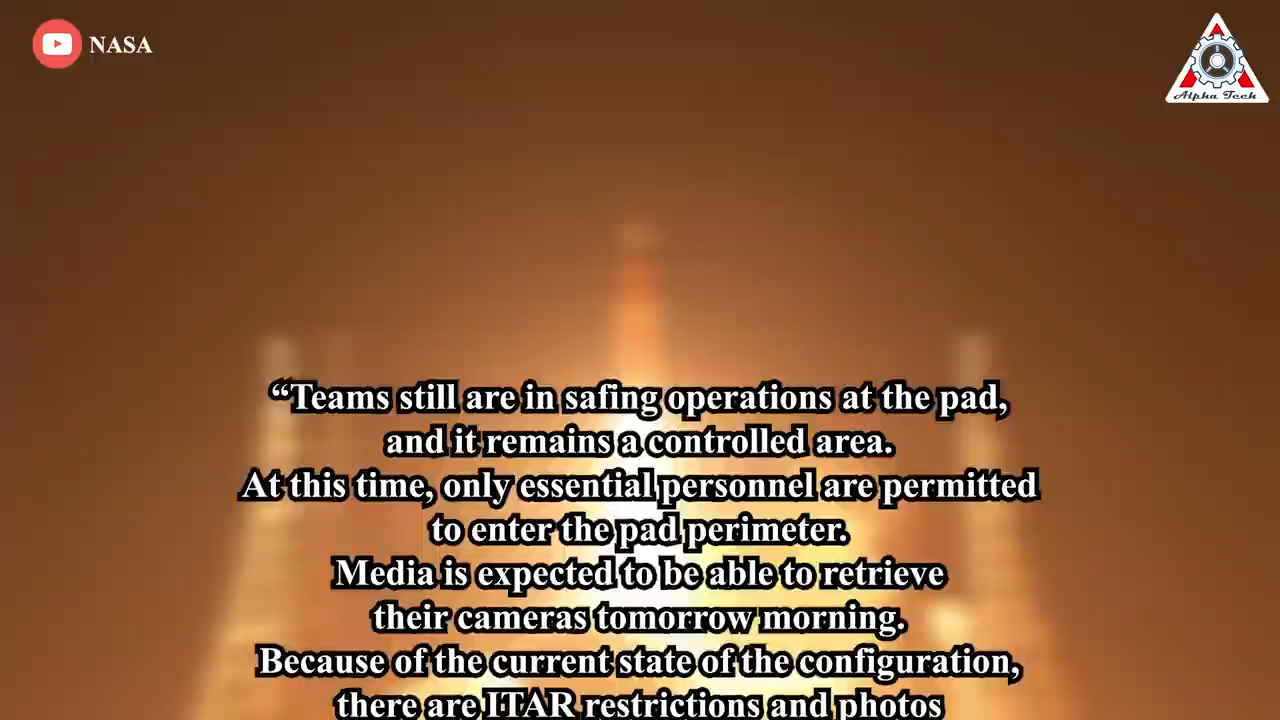 NASA
Alpha Tech
“Teams still are in safing operations at the pad,
and it remains a controlled area.
At this time, only essential personnel are permitted
to enter the pad perimeter.
Media is expected to be able to retrieve
their cameras tomorrow morning.
Because of the current state of the configuration,
there are ITAR restrictions and photos